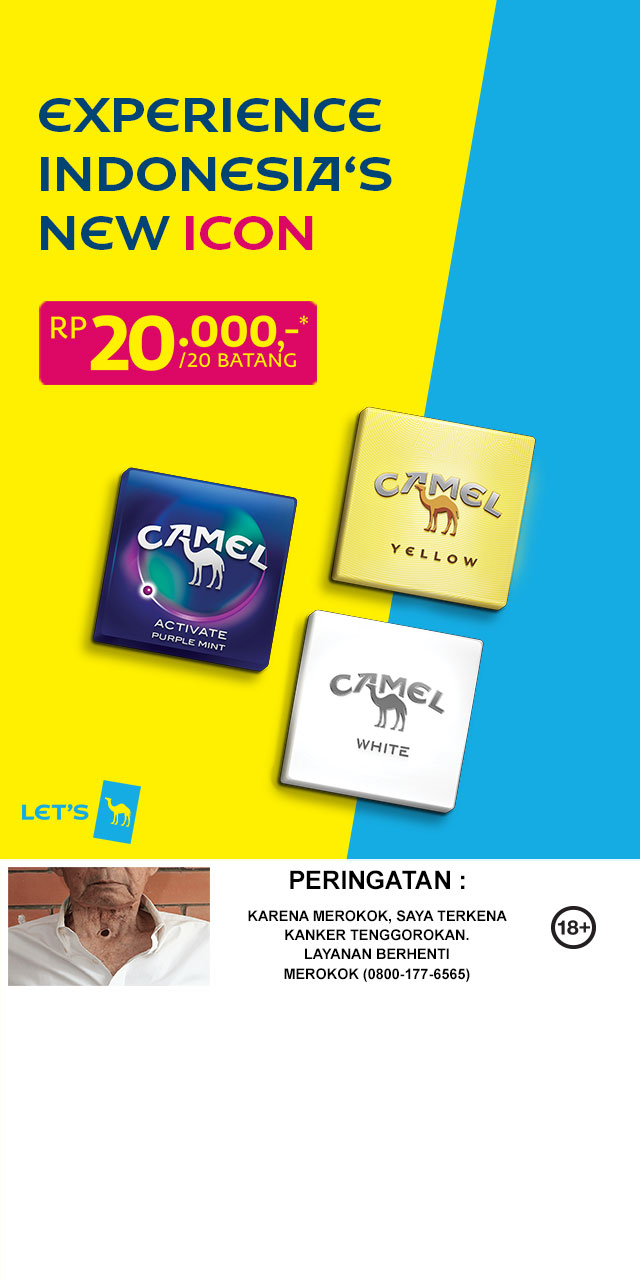 EXPERIENCE
INDONESIA‘S
NEW ICON
RP 20.000,-*
/20 BATANG
CAMEL
YELLOW
CAMEL
ACTIVATE
PURPLE MINT
CAMEL
WHITE
LET'S
PERINGATAN :
KARENA MEROKOK, SAYA TERKENA
KANKER TENGGOROKAN.
LAYANAN BERHENTI
MEROKOK (0800-177-6565)
18+